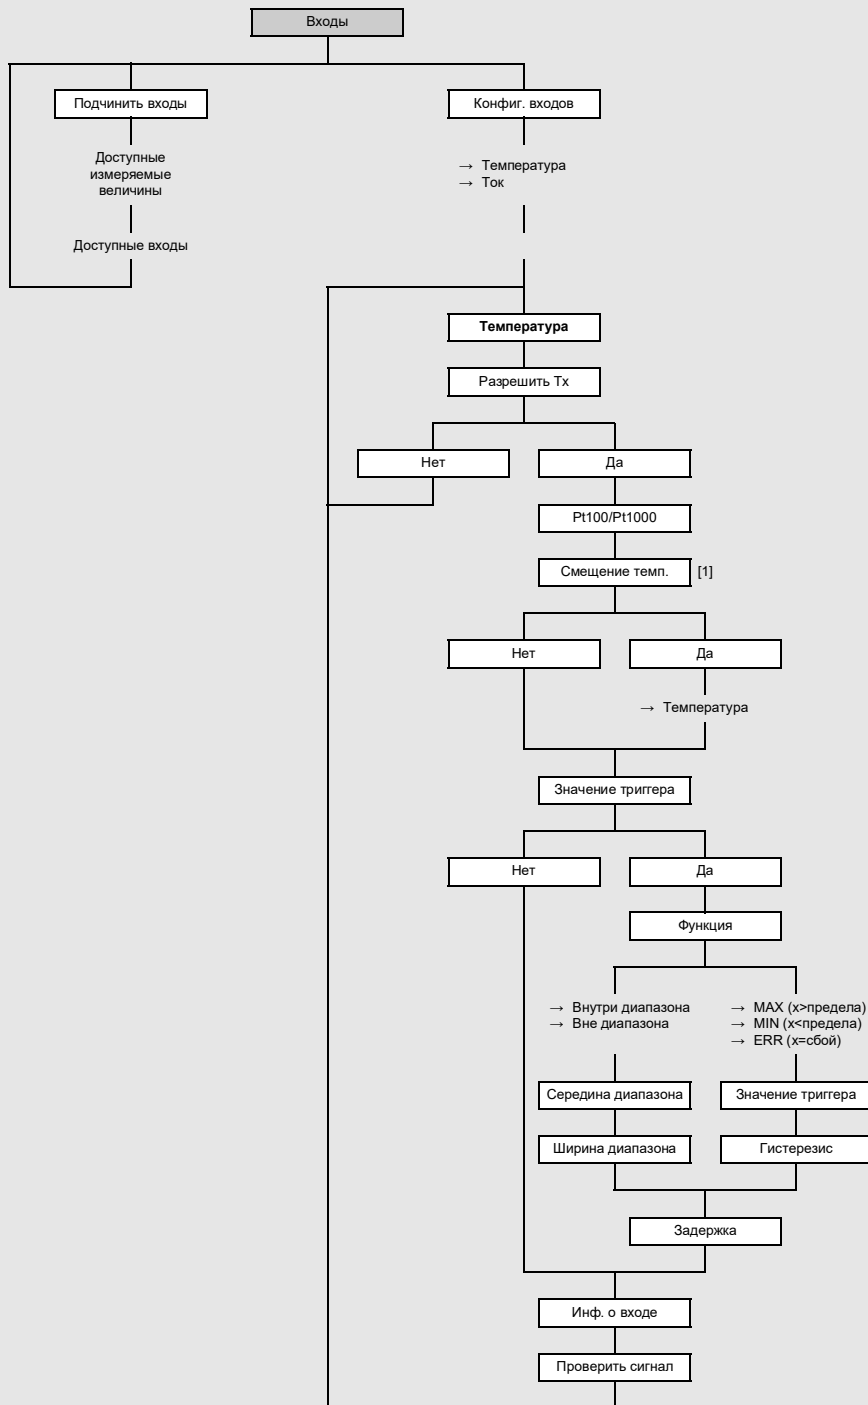 Входы
Подчинить входы
Конфиг. входов
Доступные
измеряемые
величины
→ Температура
→ Ток
Доступные входы
Температура
Разрешить Tx
Нет
Да
Pt100/Pt1000
Смещение темп. [1]
Нет
Да
→ Температура
Значение триггера
Нет
Да
Функция
→ Внутри диапазона
→ Вне диапазона
→ MAX (x>предела)
→ MIN (x<предела)
→ ERR (x=сбой)
Середина диапазона
Значение триггера
Ширина диапазона
Гистерезис
Задержка
Инф. о входе
Проверить сигнал